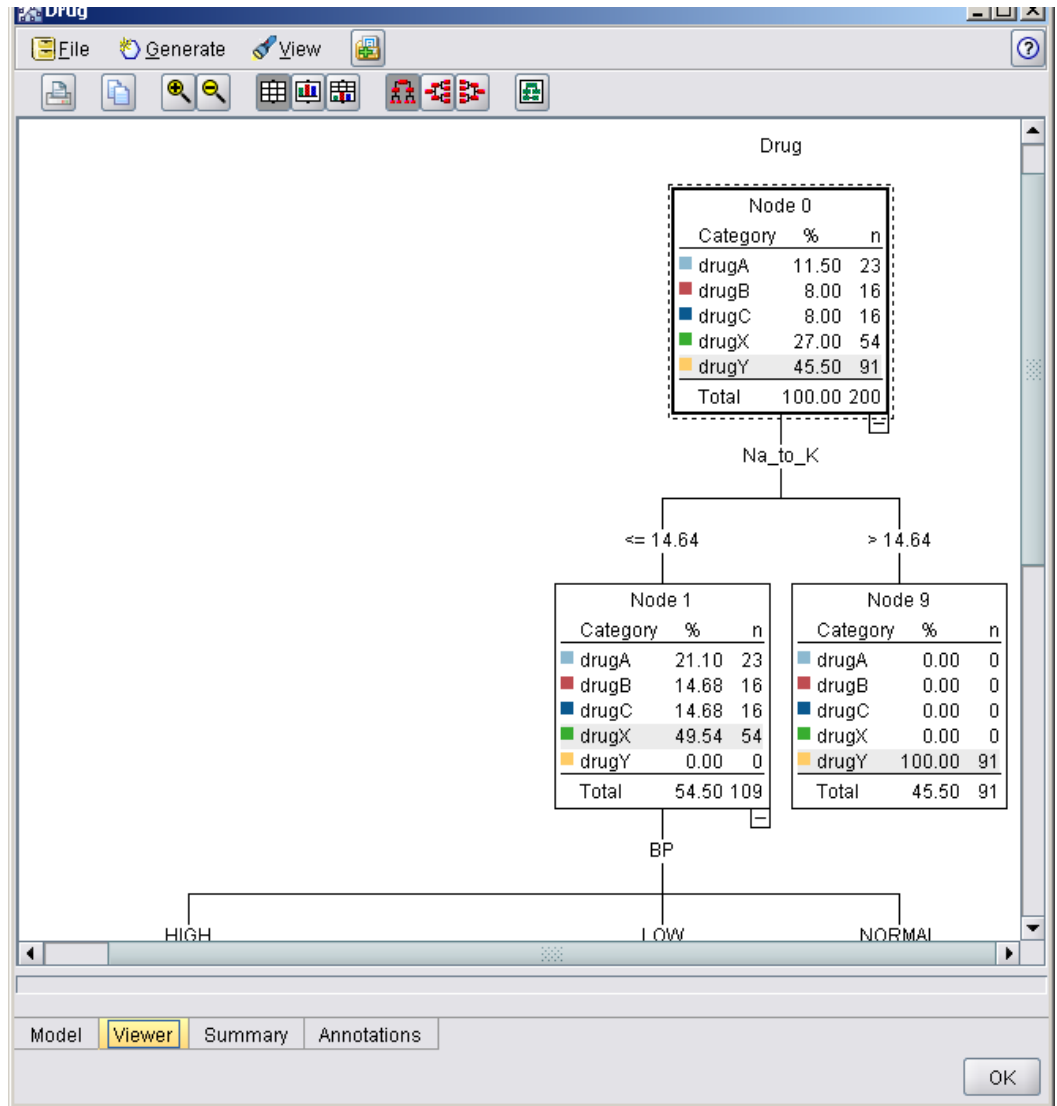 Drug
File Generate View
Drug
Node 0
Category % n
drugA 11.50 23
drugB 8.00 16
drugC 8.00 16
drugX 27.00 54
drugY 45.50 91
Total 100.00 200
Na_to_K
<= 14.64 > 14.64
Node 1
Category % n
drugA 21.10 23
drugB 14.68 16
drugC 14.68 16
drugX 49.54 54
drugY 0.00 0
Total 54.50 109
Node 9
Category % n
drugA 0.00 0
drugB 0.00 0
drugC 0.00 0
drugX 0.00 0
drugY 100.00 91
Total 45.50 91
BP
HIGH LOW NORMAL
Model Viewer Summary Annotations
OK